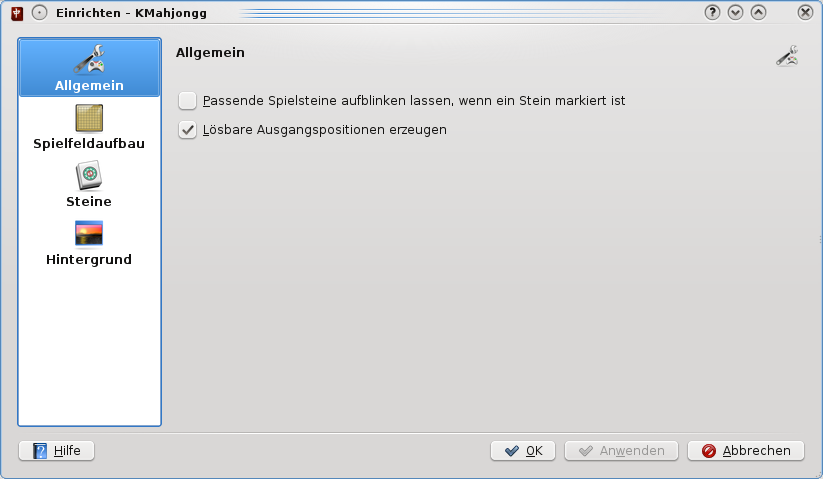 Einrichten – KMahjongg
Allgemein
Spielfeldaufbau
Steine
Hintergrund
Allgemein
Passende Spielsteine aufblinken lassen, wenn ein Stein markiert ist
Lösbare Ausgangspositionen erzeugen
Hilfe
OK
Anwenden
Abbrechen